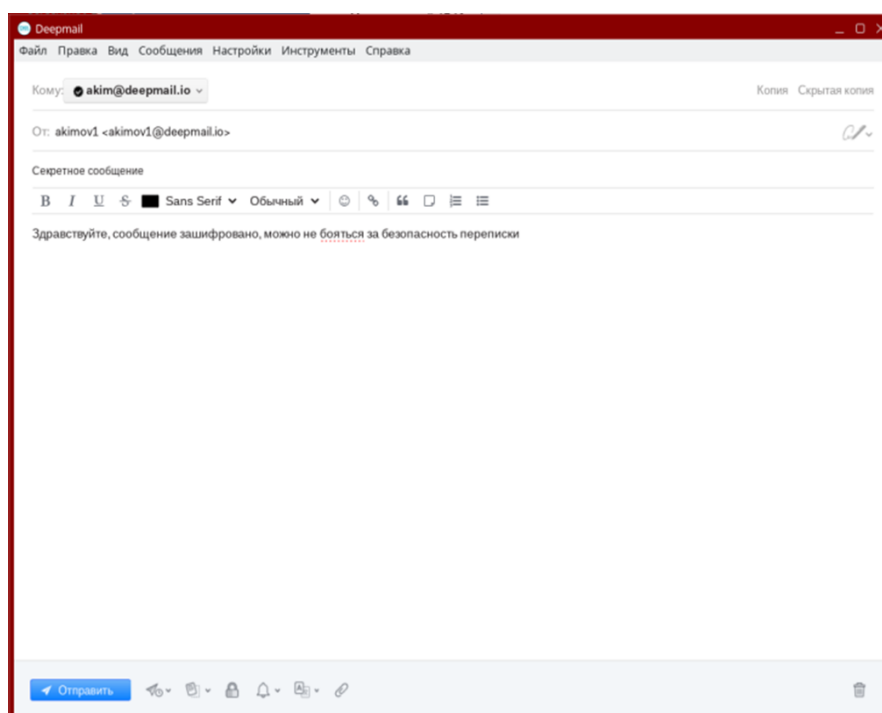 Deepmail
Файл Правка Вид Сообщения Настройки Инструменты Справка
Кому: akim@deepmail.io Копия Скрытая копия
От: akimov1 <akimov1@deepmail.io>
Секретное сообщение
B I U S Sans Serif Обычный
Здравствуйте, сообщение зашифровано, можно не бояться за безопасность переписки
Отправить